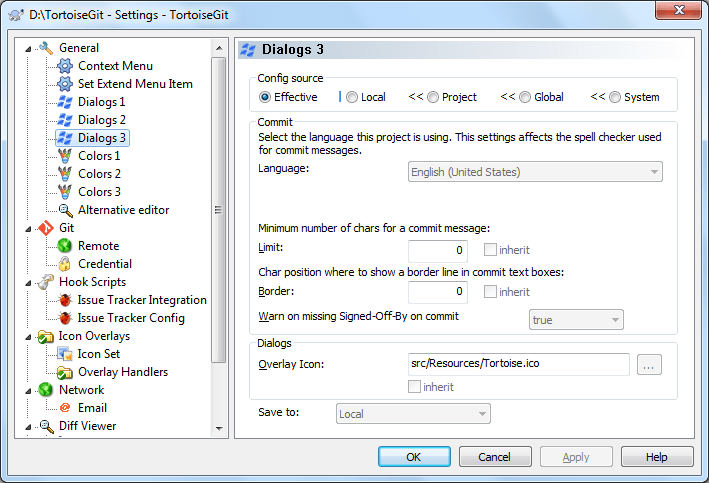 D:\TortoiseGit - Settings - TortoiseGit
General
Context Menu
Set Extend Menu Item
Dialogs 1
Dialogs 2
Dialogs 3
Colors 1
Colors 2
Colors 3
Alternative editor
Git
Remote
Credential
Hook Scripts
Issue Tracker Integration
Issue Tracker Config
Icon Overlays
Icon Set
Overlay Handlers
Network
Email
Diff Viewer
Dialogs 3
Config source
Effective | Local << Project << Global << System
Commit
Select the language this project is using. This settings affects the spell checker used
for commit messages.
Language: English (United States)
Minimum number of chars for a commit message:
Limit: 0 inherit
Char position where to show a border line in commit text boxes:
Border: 0 inherit
Warn on missing Signed-Off-By on commit true
Dialogs
Overlay Icon: src/Resources/Tortoise.ico ...
inherit
Save to: Local
OK Cancel Apply Help